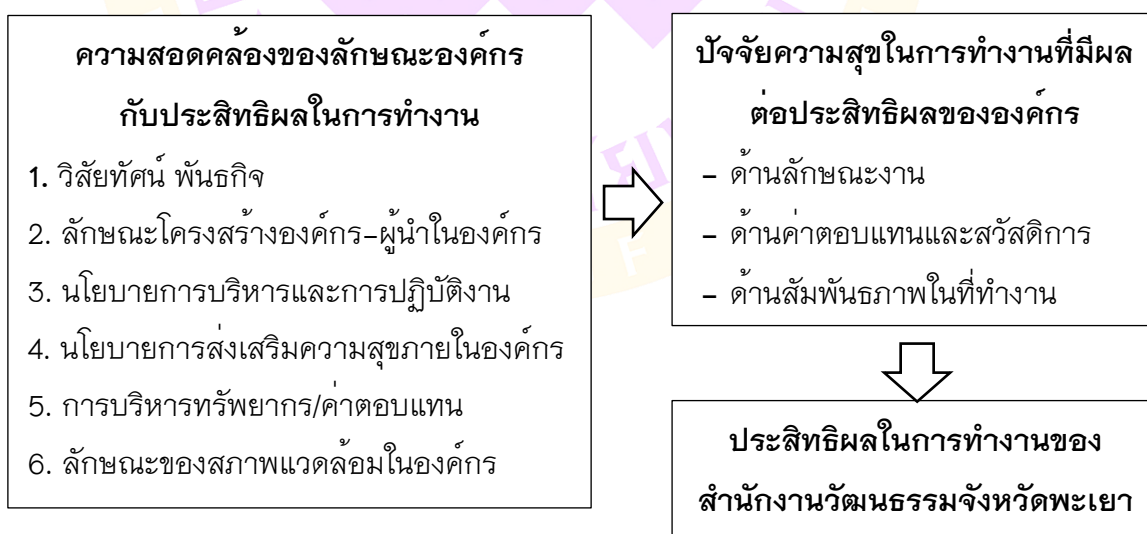 ความสอดคล้องของลักษณะองค์กร
กับประสิทธิผลในการทำงาน
1. วิสัยทัศน์ พันธกิจ
2. ลักษณะโครงสร้างองค์กร-ผู้นำในองค์กร
3. นโยบายการบริหารและการปฏิบัติงาน
4. นโยบายการส่งเสริมความสุขภายในองค์กร
5. การบริหารทรัพยากร/ค่าตอบแทน
6. ลักษณะของสภาพแวดล้อมในองค์กร
ปัจจัยความสุขในการทำงานที่มีผล
ต่อประสิทธิผลขององค์กร
- ด้านลักษณะงาน
- ด้านค่าตอบแทนและสวัสดิการ
- ด้านสัมพันธภาพในที่ทำงาน
ประสิทธิผลในการทำงานของ
สำนักงานวัฒนธรรมจังหวัดพะเยา